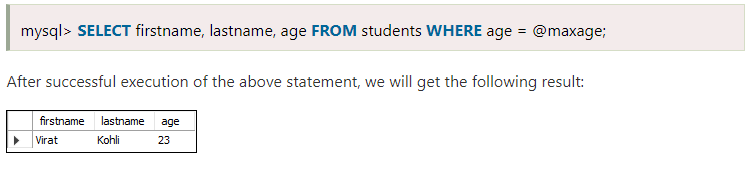 mysql> SELECT firstname, lastname, age FROM students WHERE age = @maxage;
After successful execution of the above statement, we will get the following result:
firstname lastname age
Virat Kohli 23